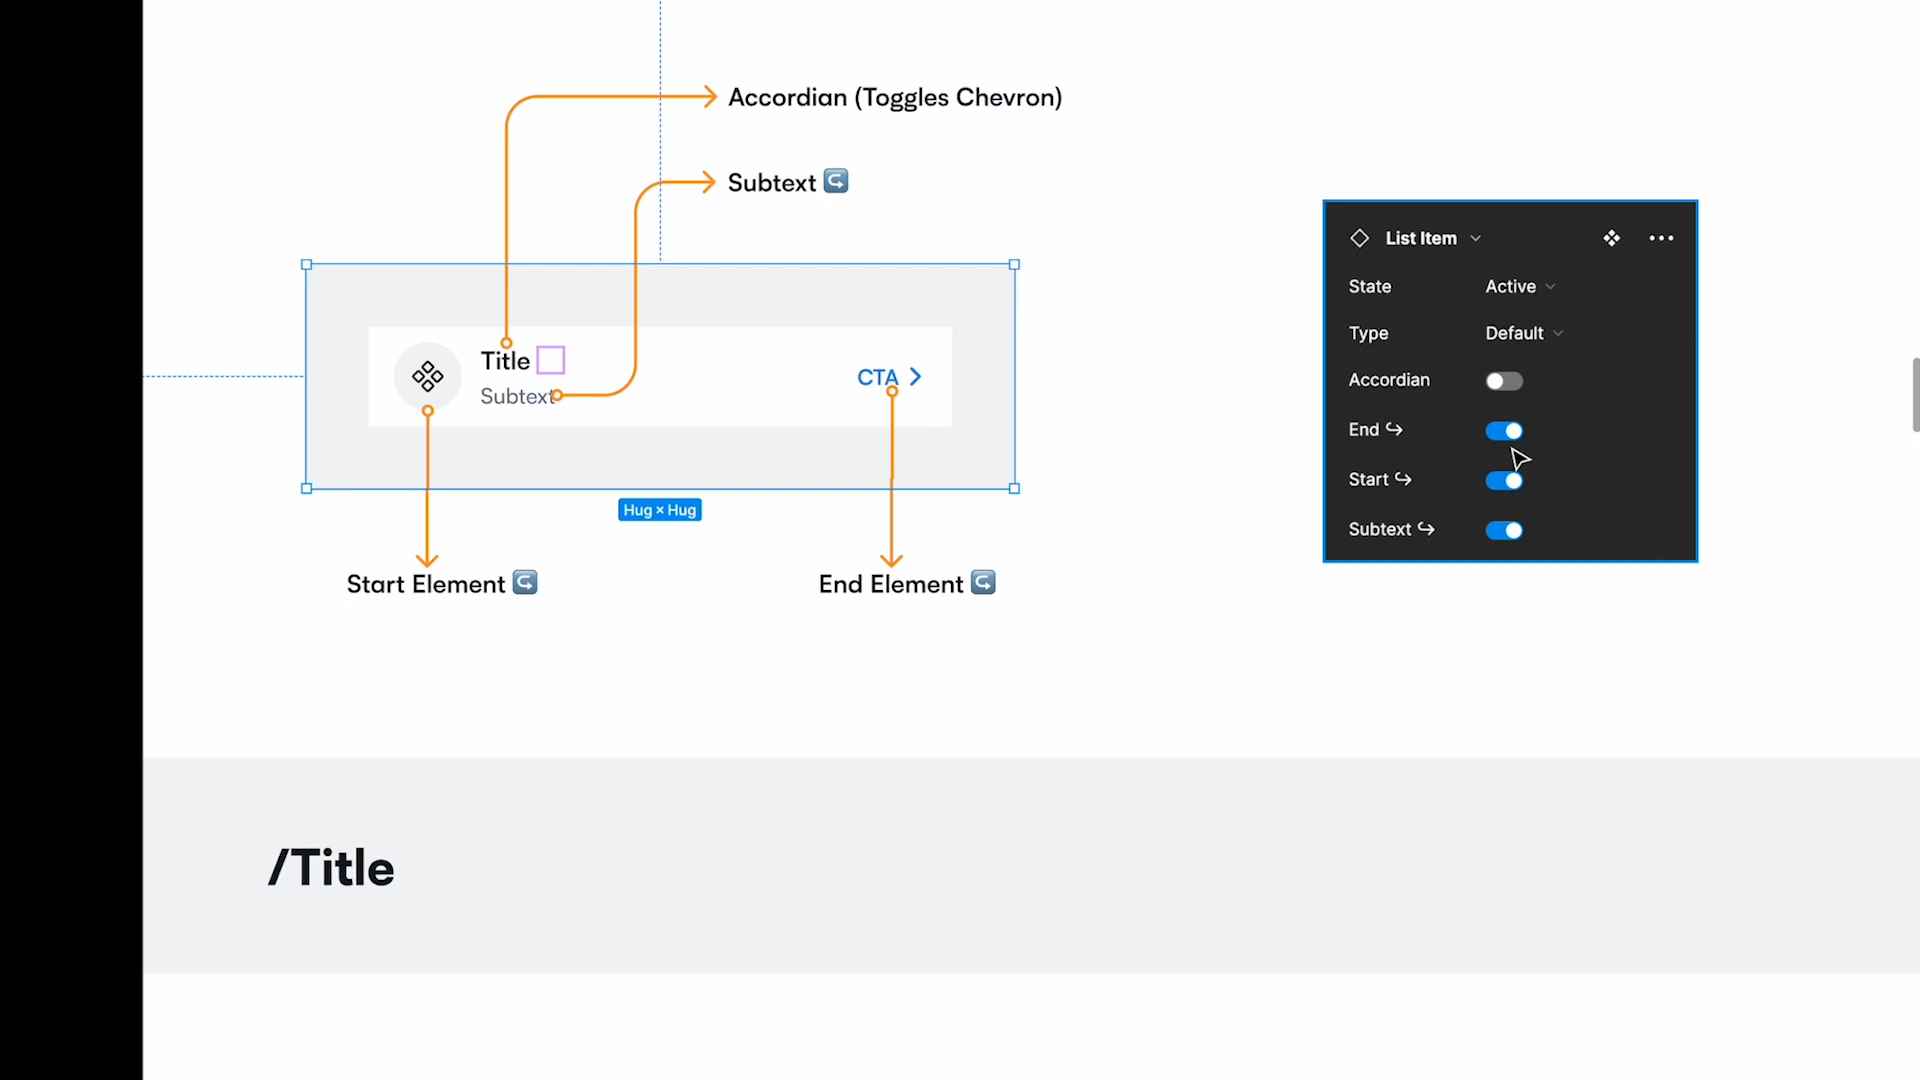 Accordian (Toggles Chevron)
Subtext
Title
Subtext
CTA
Hug × Hug
Start Element
End Element
List Item
State Active
Type Default
Accordian
End
Start
Subtext
/Title